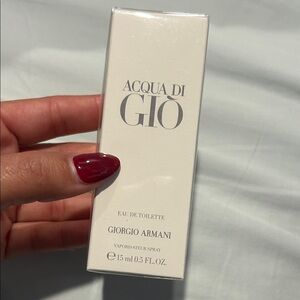 ACQUA DI
GIÒ
EAU DE TOILETTE
GIORGIO ARMANI
VAPORISATEUR SPRAY
℮ 15 ml 0.5 FL.OZ.